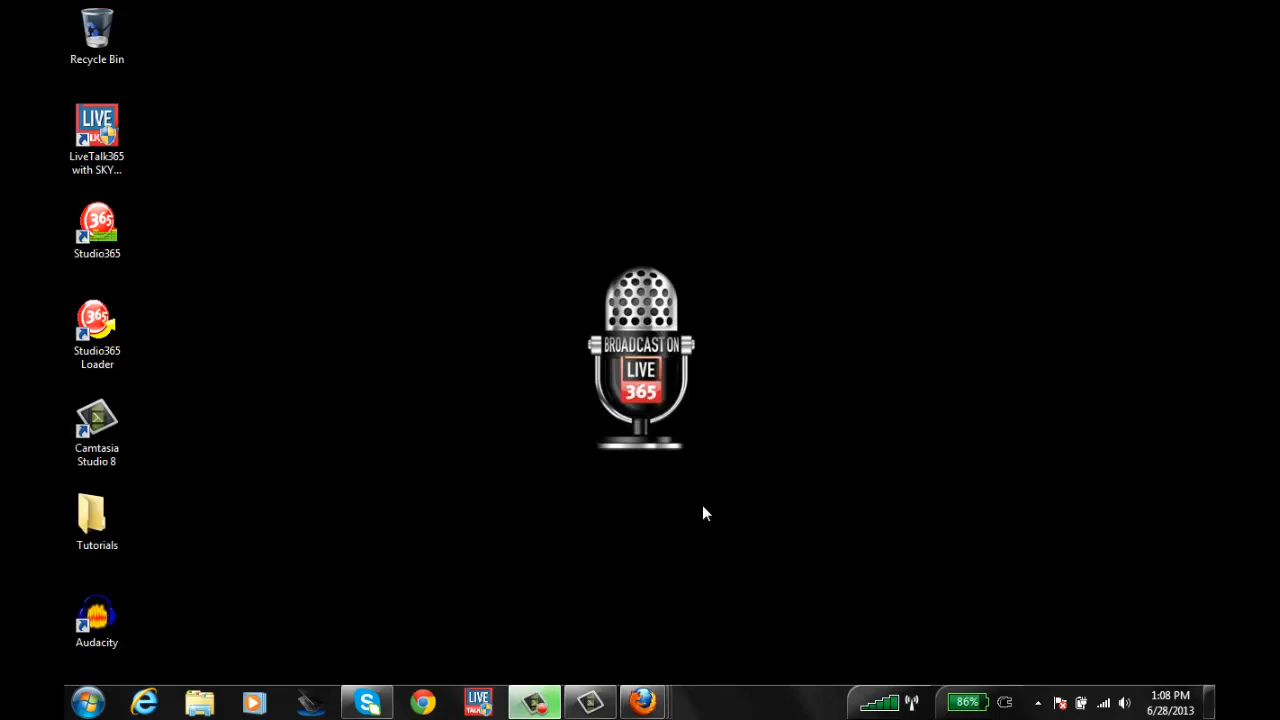 Recycle Bin
LIVE
LiveTalk365
with SKY...
365
Studio365
365
Studio365
Loader
Camtasia
Studio 8
Tutorials
Audacity
BROADCAST ON
LIVE
365
LIVE
TALK
86%
1:08 PM
6/28/2013